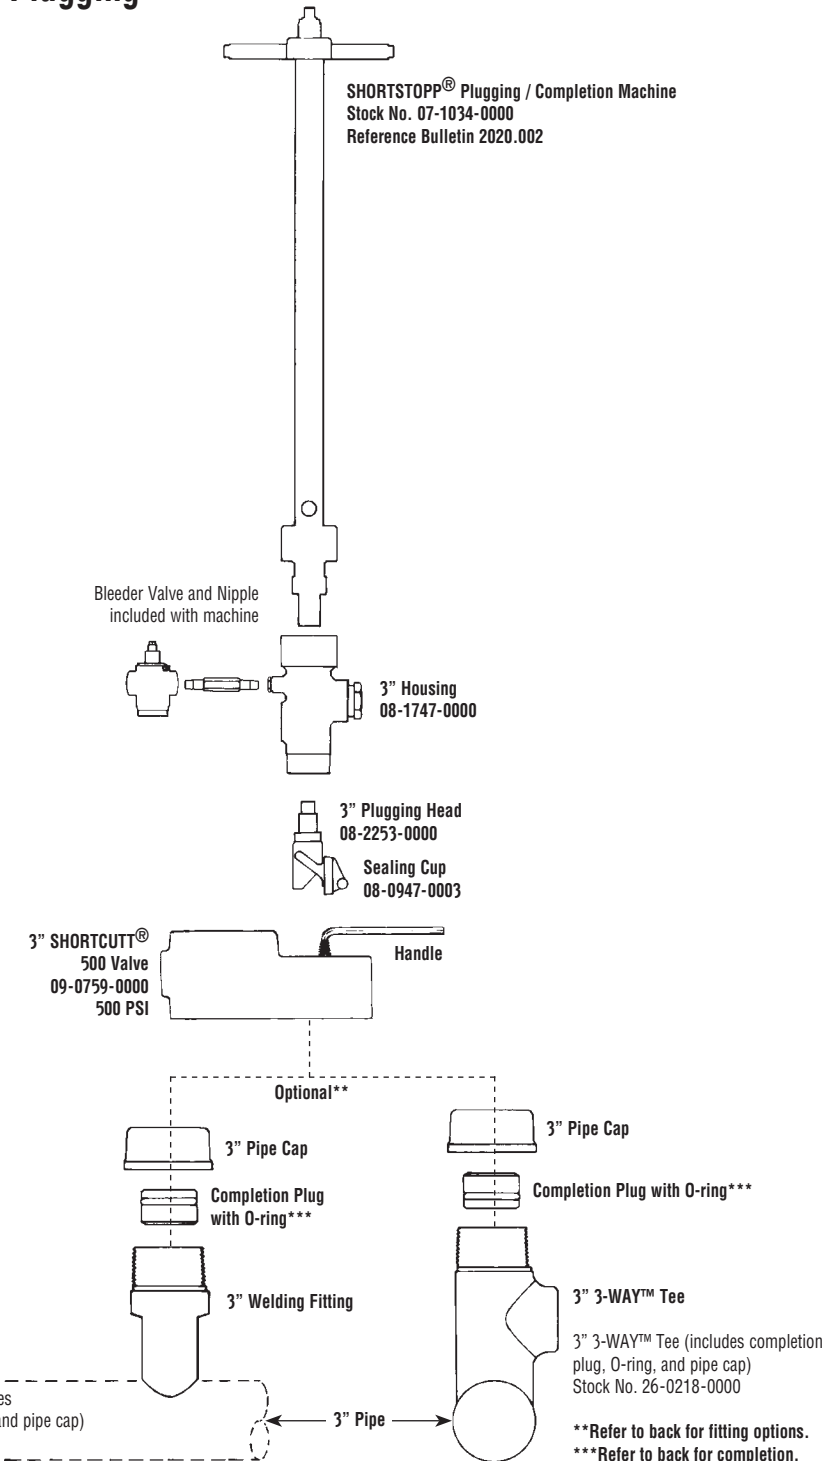 Plugging
SHORTSTOPP® Plugging / Completion Machine
Stock No. 07-1034-0000
Reference Bulletin 2020.002
Bleeder Valve and Nipple
included with machine
3” Housing
08-1747-0000
3” Plugging Head
08-2253-0000
Sealing Cup
08-0947-0003
3” SHORTCUTT®
500 Valve
09-0759-0000
500 PSI
Handle
Optional**
3” Pipe Cap
3” Pipe Cap
Completion Plug
with O-ring***
Completion Plug with O-ring***
3” Welding Fitting
3” 3-WAY™ Tee
3” 3-WAY™ Tee (includes completion
plug, O-ring, and pipe cap)
Stock No. 26-0218-0000
es
and pipe cap)
3” Pipe
**Refer to back for fitting options.
***Refer to back for completion.